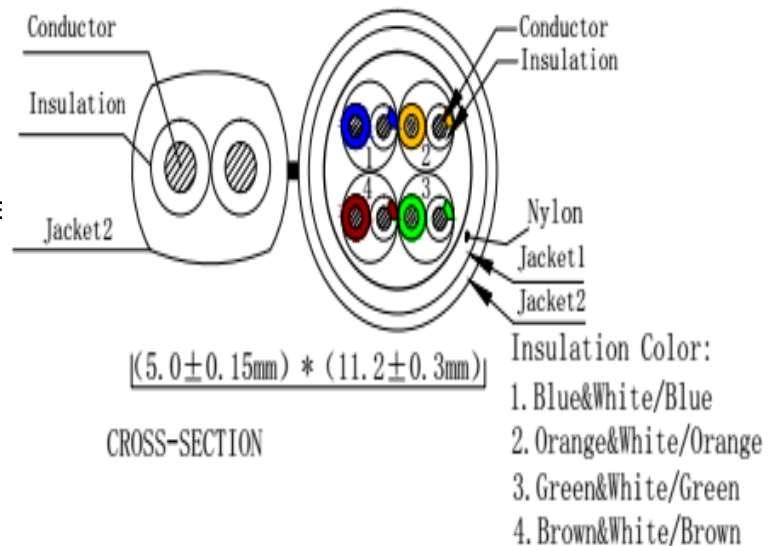 Conductor
Insulation
Jacket2
Conductor
Insulation
1
2
4
3
Nylon
Jacket1
Jacket2
(5.0±0.15mm) * (11.2±0.3mm)
CROSS-SECTION
Insulation Color:
1. Blue&White/Blue
2. Orange&White/Orange
3. Green&White/Green
4. Brown&White/Brown